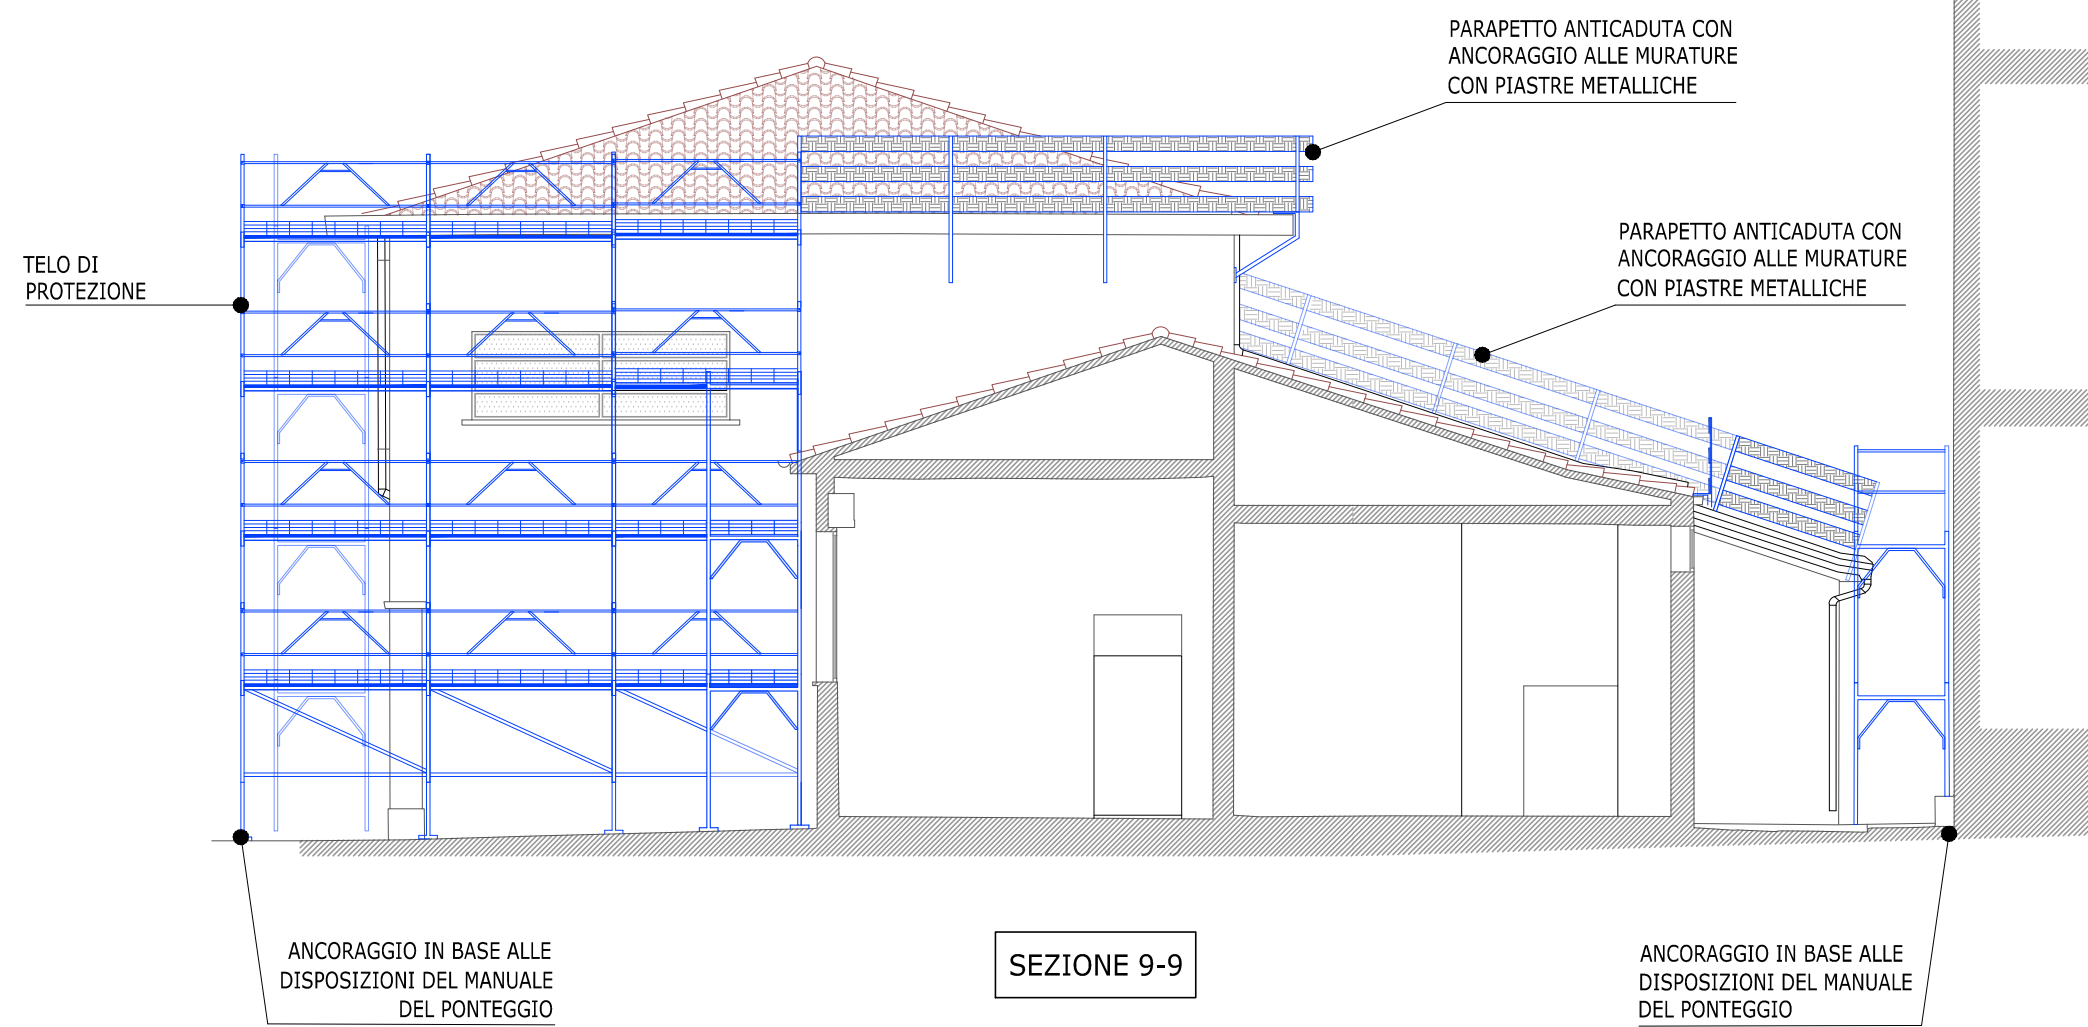 PARAPETTO ANTICADUTA CON
ANCORAGGIO ALLE MURATURE
CON PIASTRE METALLICHE
PARAPETTO ANTICADUTA CON
ANCORAGGIO ALLE MURATURE
CON PIASTRE METALLICHE
TELO DI
PROTEZIONE
ANCORAGGIO IN BASE ALLE
DISPOSIZIONI DEL MANUALE
DEL PONTEGGIO
SEZIONE 9-9
ANCORAGGIO IN BASE ALLE
DISPOSIZIONI DEL MANUALE
DEL PONTEGGIO